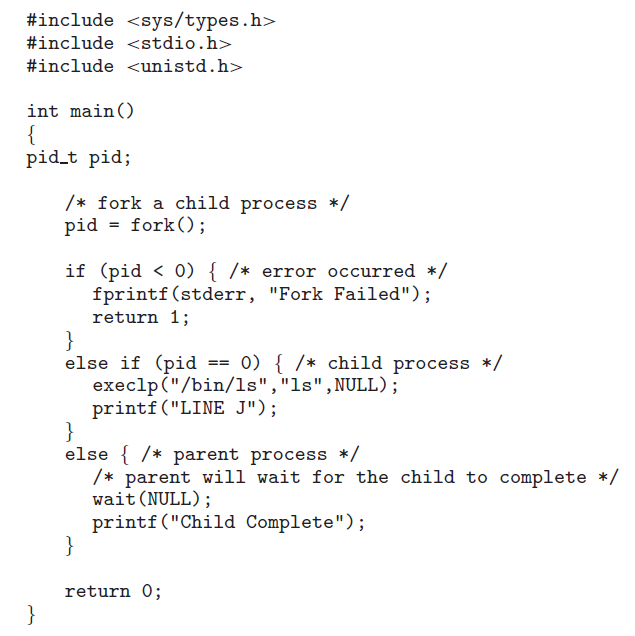 #include <sys/types.h>
#include <stdio.h>
#include <unistd.h>

int main()
{
pid_t pid;

    /* fork a child process */
    pid = fork();

    if (pid < 0) { /* error occurred */
       fprintf(stderr, "Fork Failed");
       return 1;
    }
    else if (pid == 0) { /* child process */
       execlp("/bin/ls","ls",NULL);
       printf("LINE J");
    }
    else { /* parent process */
       /* parent will wait for the child to complete */
       wait(NULL);
       printf("Child Complete");
    }

    return 0;
}